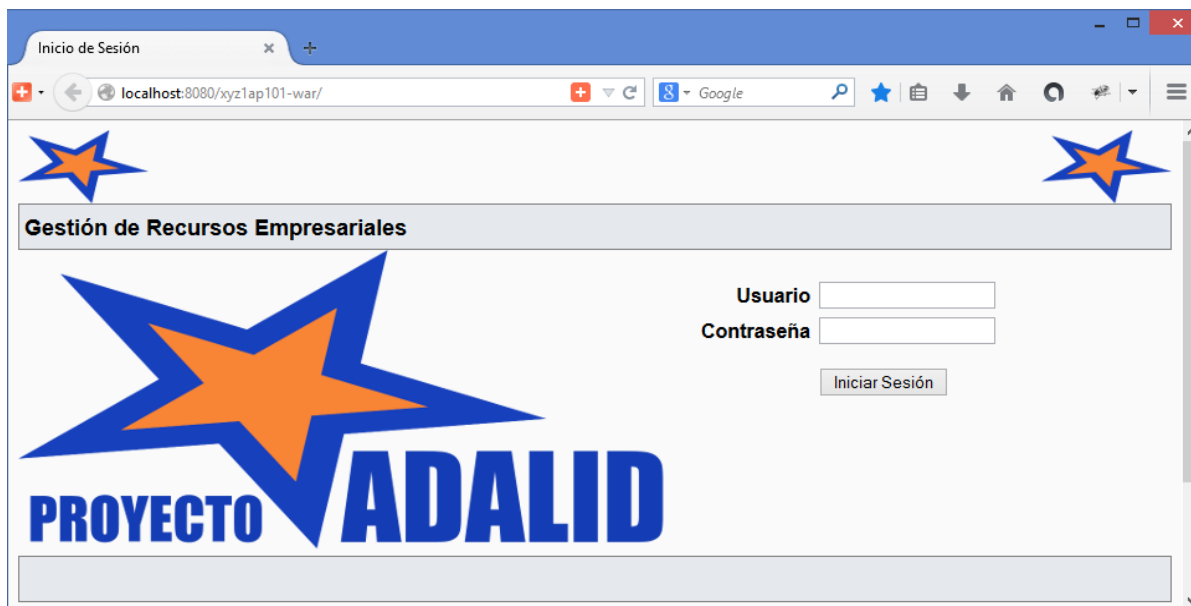 Inicio de Sesión
localhost:8080/xyz1ap101-war/
Google
Gestión de Recursos Empresariales
Usuario
Contraseña
Iniciar Sesión
PROYECTO ADALID